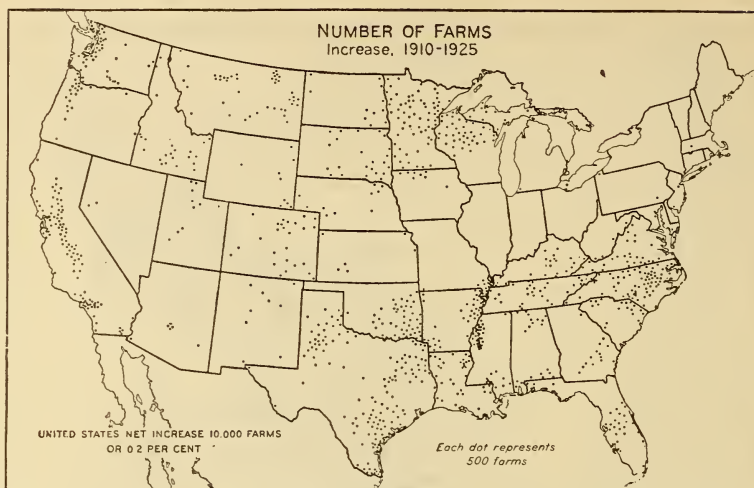 NUMBER OF FARMS
Increase, 1910-1925
UNITED STATES NET INCREASE 10,000 FARMS
OR 0.2 PER CENT
Each dot represents
500 farms